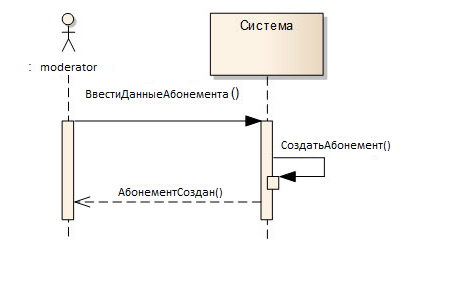 Система
: moderator
ВвестиДанныеАбонемента()
СоздатьАбонемент()
АбонементСоздан()